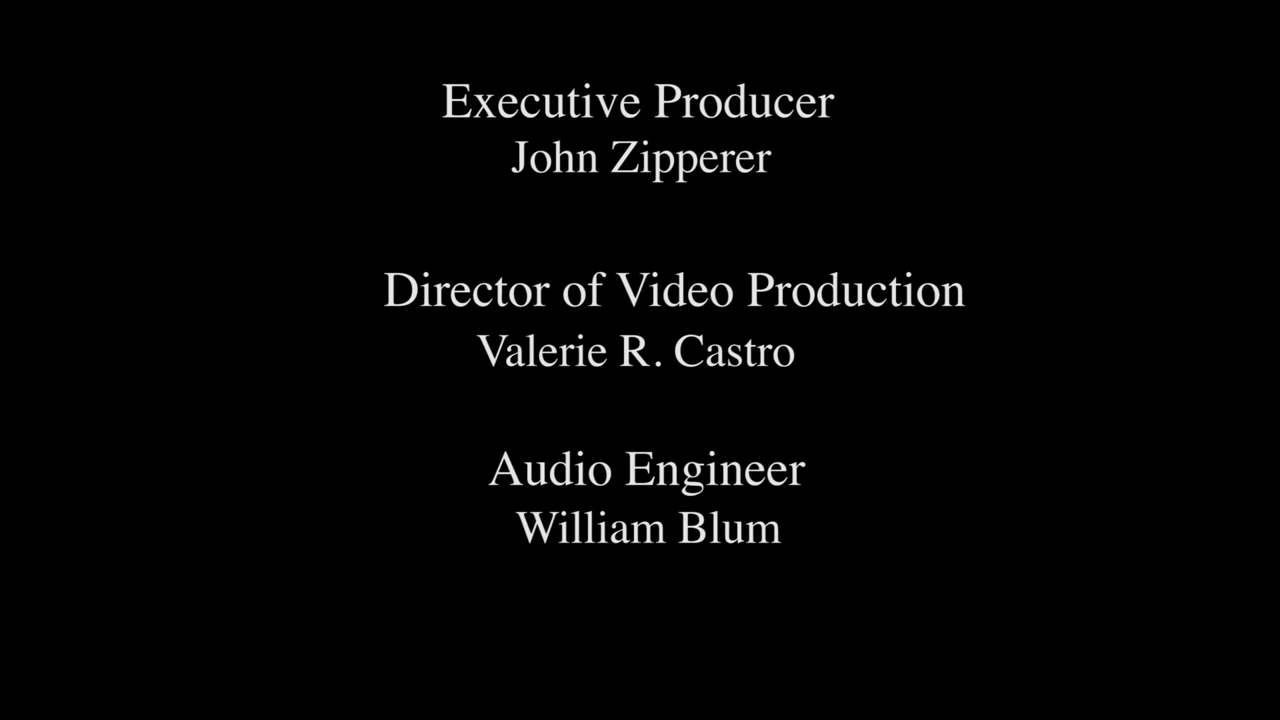 Executive Producer
John Zipperer
Director of Video Production
Valerie R. Castro
Audio Engineer
William Blum